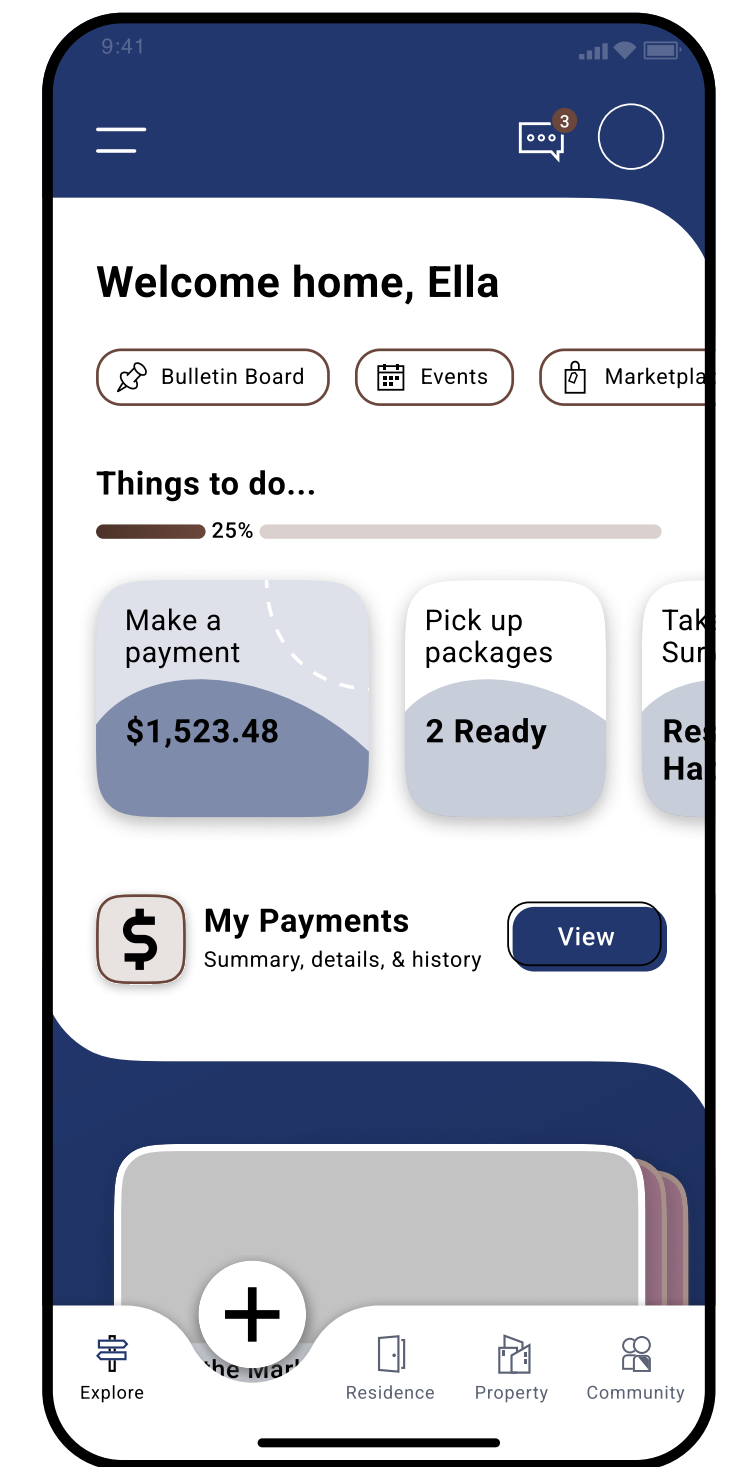 9:41
3
Welcome home, Ella
Bulletin Board
Events
Things to do...
25%
Make a
payment
$1,523.48
Pick up
packages
2 Ready
My Payments
Summary, details, & history
View
Explore
Residence
Property
Community